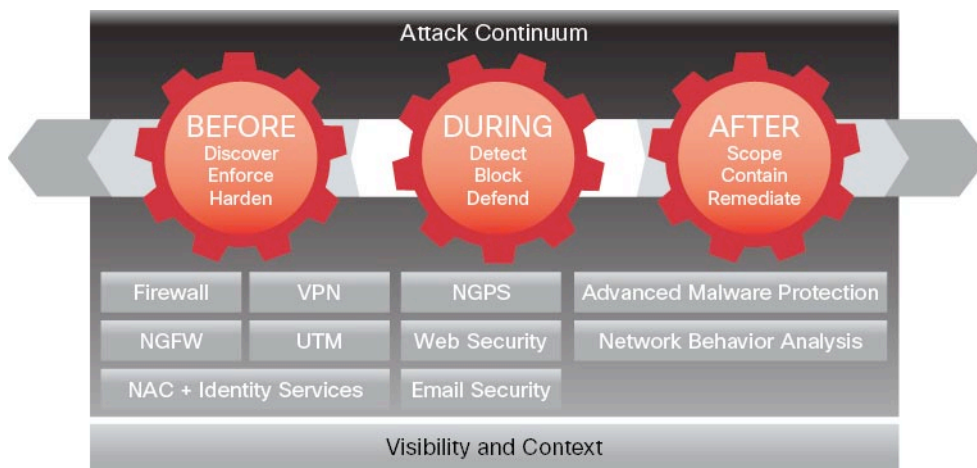 Attack Continuum
BEFORE
Discover
Enforce
Harden
DURING
Detect
Block
Defend
AFTER
Scope
Contain
Remediate
Firewall
VPN
NGFW
UTM
NAC + Identity Services
NGPS
Web Security
Email Security
Advanced Malware Protection
Network Behavior Analysis
Visibility and Context